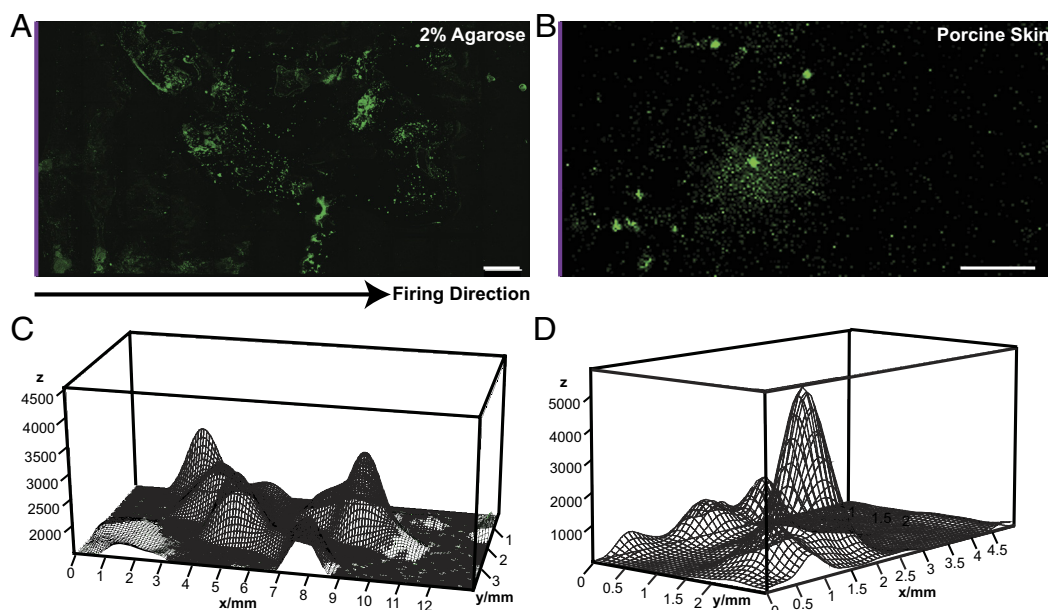 A
2% Agarose
B
Porcine Skin
Firing Direction
C
z
4500
4000
3500
3000
2500
2000
0 1 2 3 4 5 6 7 8 9 10 11 12
x/mm
1
2
3
y/mm
D
z
5000
4000
3000
2000
1000
0 0.5 1 1.5 2
y/mm
0 0.5 1 1.5 2 2.5 3 3.5 4 4.5
x/mm
1 1.5 2